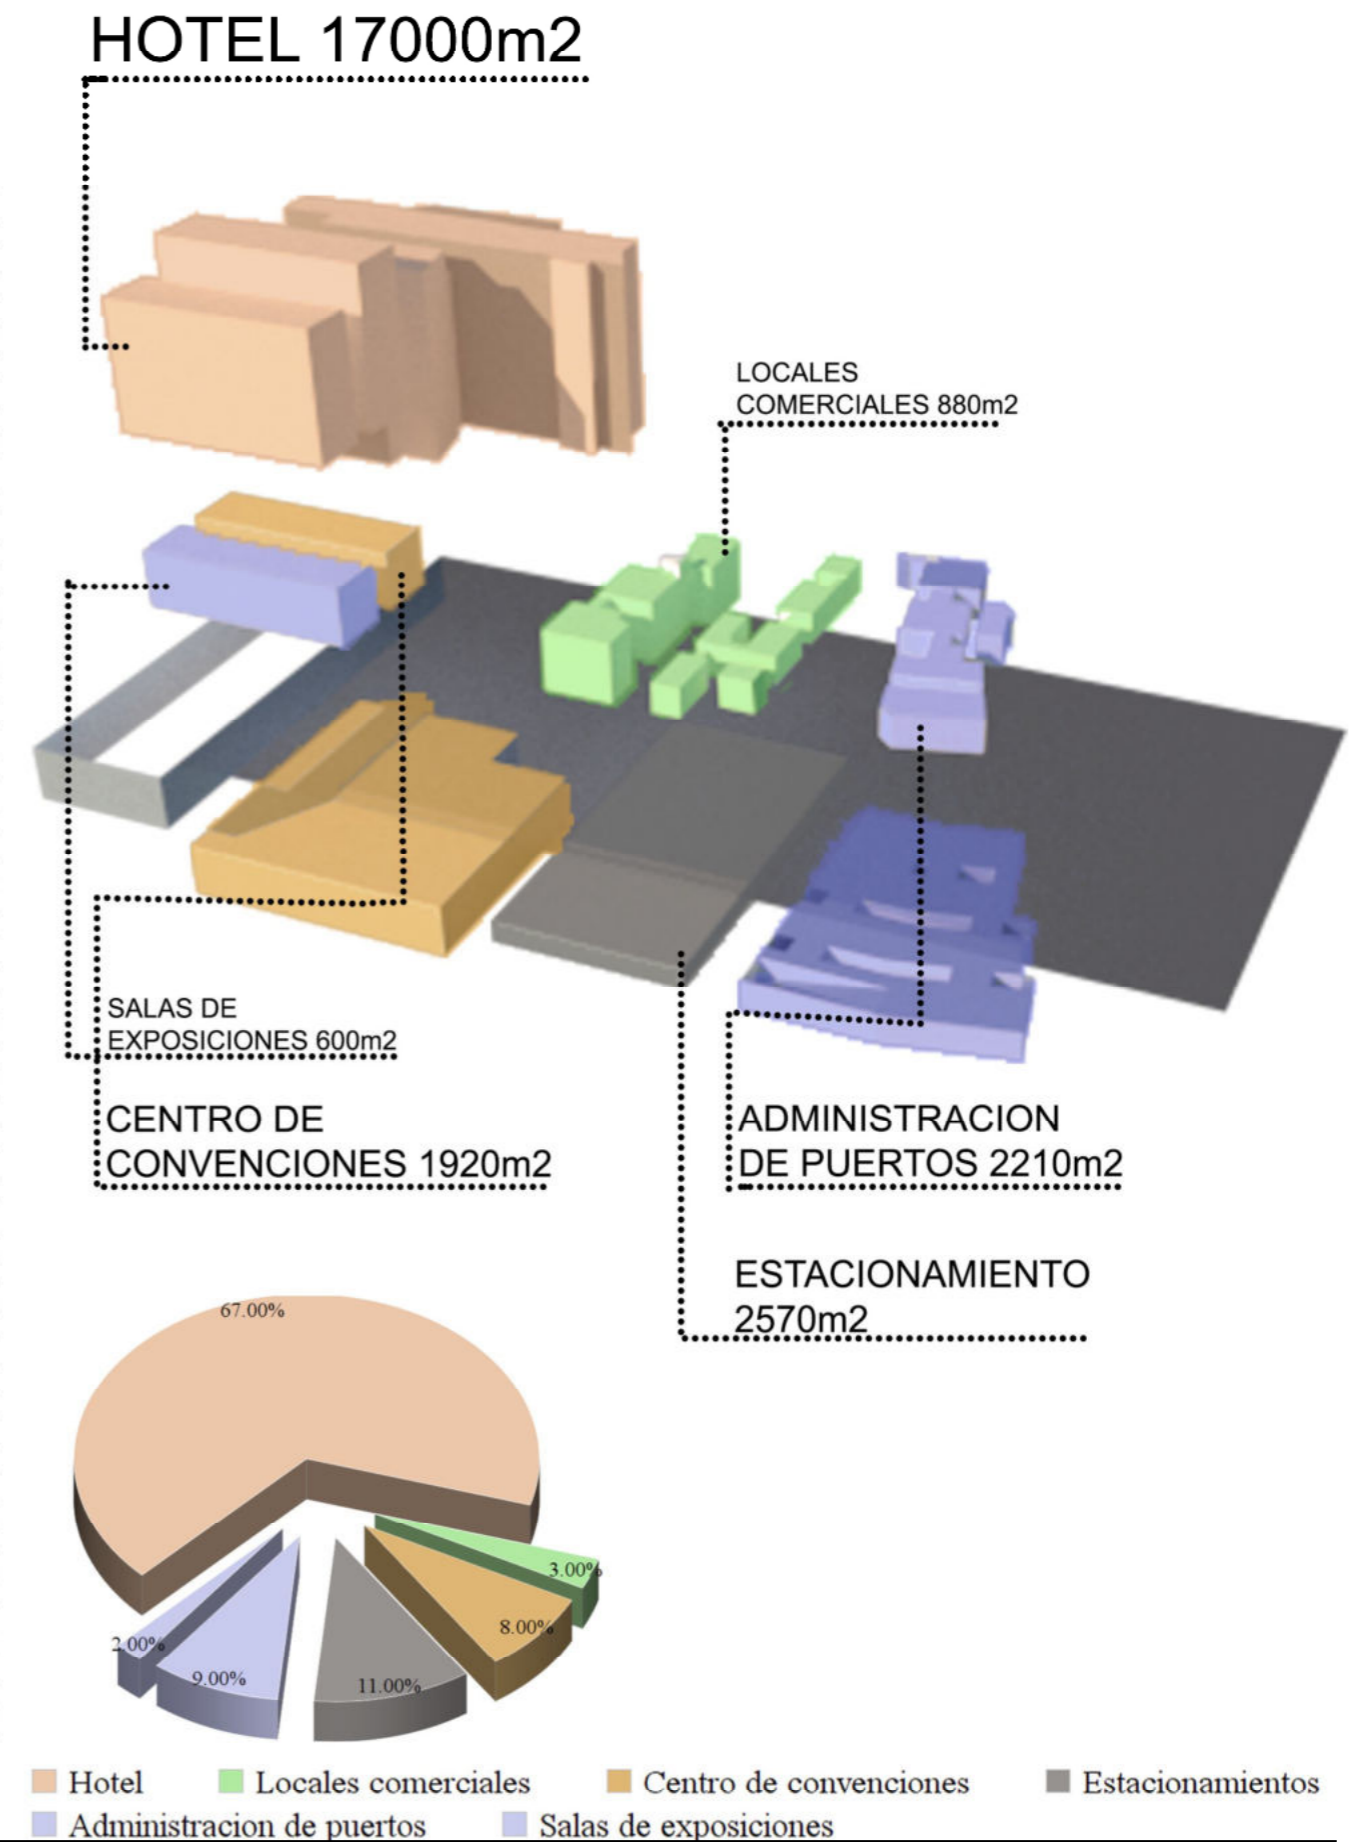 HOTEL 17000m2
LOCALES
COMERCIALES 880m2
SALAS DE
EXPOSICIONES 600m2
CENTRO DE
CONVENCIONES 1920m2
ADMINISTRACION
DE PUERTOS 2210m2
ESTACIONAMIENTO
2570m2
67.00%
3.00%
8.00%
2.00%
9.00%
11.00%
Hotel Locales comerciales Centro de convenciones Estacionamientos
Administracion de puertos Salas de exposiciones